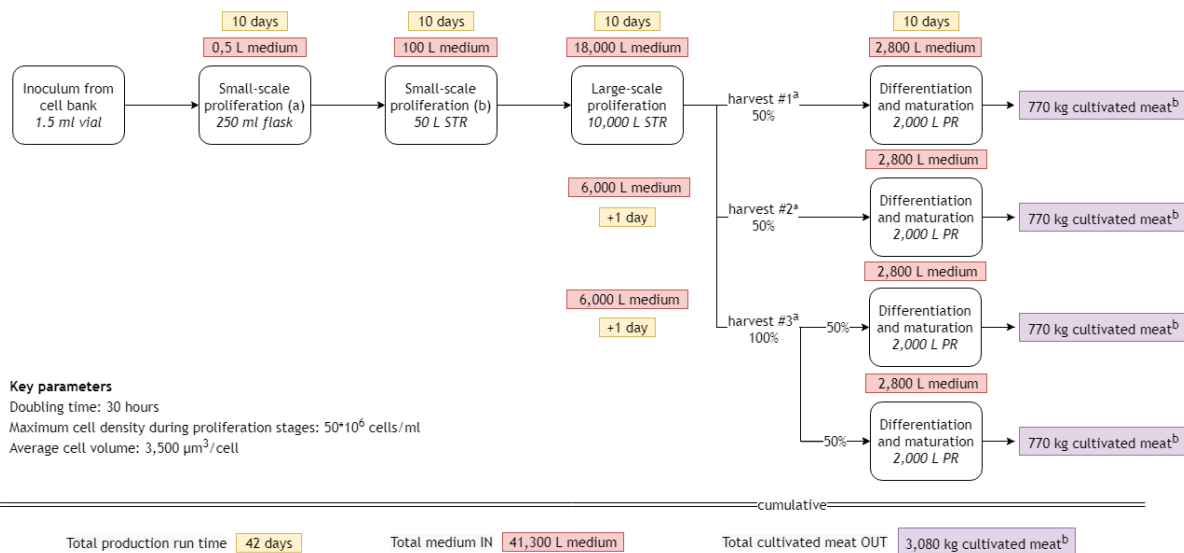 10 days
10 days
10 days
10 days
0,5 L medium
100 L medium
18,000 L medium
2,800 L medium
Inoculum from
cell bank
1.5 ml vial
Small-scale
proliferation (a)
250 ml flask
Small-scale
proliferation (b)
50 L STR
Large-scale
proliferation
10,000 L STR
harvest #1ᵃ
50%
Differentiation
and maturation
2,000 L PR
770 kg cultivated meatᵇ
2,800 L medium
6,000 L medium
+1 day
harvest #2ᵃ
50%
Differentiation
and maturation
2,000 L PR
770 kg cultivated meatᵇ
2,800 L medium
6,000 L medium
+1 day
harvest #3ᵃ
100%
50%
Differentiation
and maturation
2,000 L PR
770 kg cultivated meatᵇ
2,800 L medium
50%
Differentiation
and maturation
2,000 L PR
770 kg cultivated meatᵇ
Key parameters
Doubling time: 30 hours
Maximum cell density during proliferation stages: 50*10⁶ cells/ml
Average cell volume: 3,500 µm³/cell
cumulative
Total production run time 42 days
Total medium IN 41,300 L medium
Total cultivated meat OUT 3,080 kg cultivated meatᵇ